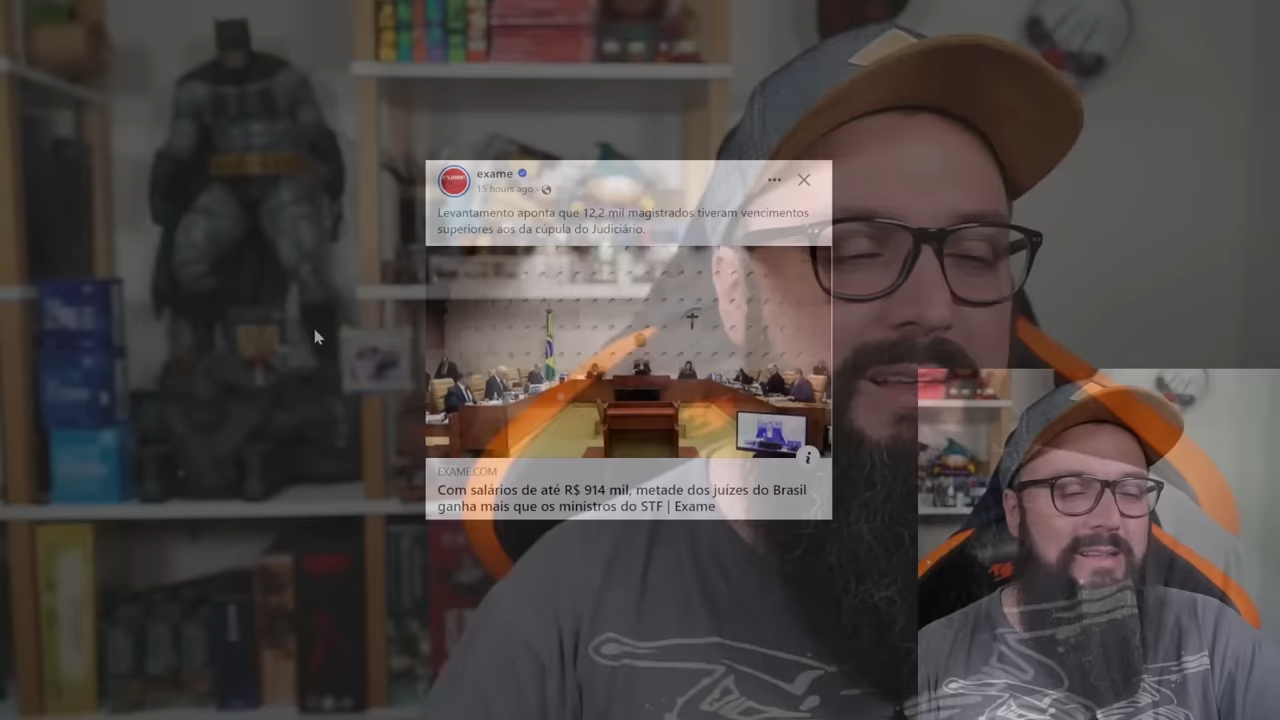 exame
15 hours ago ·
Levantamento aponta que 12,2 mil magistrados tiveram vencimentos
superiores aos da cúpula do Judiciário.
EXAME.COM
Com salários de até R$ 914 mil, metade dos juízes do Brasil
ganha mais que os ministros do STF | Exame